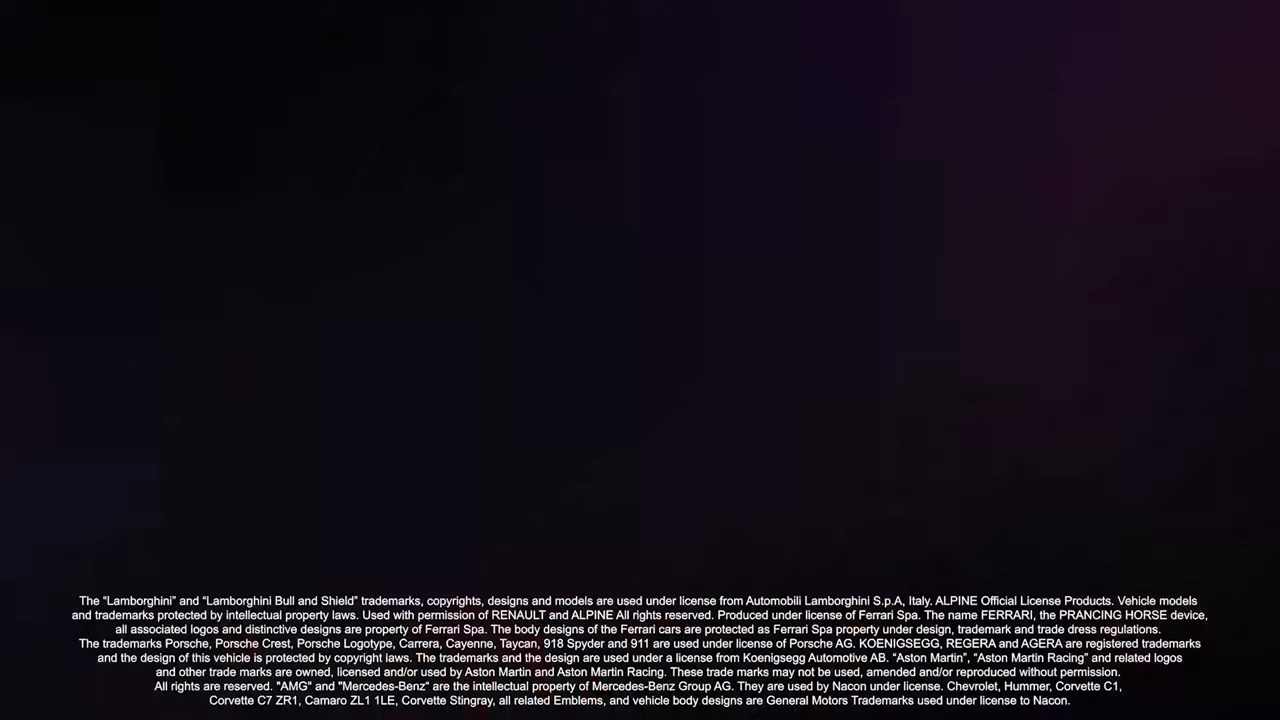 The “Lamborghini” and “Lamborghini Bull and Shield” trademarks, copyrights, designs and models are used under license from Automobili Lamborghini S.p.A, Italy. ALPINE Official License Products. Vehicle models
and trademarks protected by intellectual property laws. Used with permission of RENAULT and ALPINE All rights reserved. Produced under license of Ferrari Spa. The name FERRARI, the PRANCING HORSE device,
all associated logos and distinctive designs are property of Ferrari Spa. The body designs of the Ferrari cars are protected as Ferrari Spa property under design, trademark and trade dress regulations.
The trademarks Porsche, Porsche Crest, Porsche Logotype, Carrera, Cayenne, Taycan, 918 Spyder and 911 are used under license of Porsche AG. KOENIGSEGG, REGERA and AGERA are registered trademarks
and the design of this vehicle is protected by copyright laws. The trademarks and the design are used under a license from Koenigsegg Automotive AB. “Aston Martin”, “Aston Martin Racing” and related logos
and other trade marks are owned, licensed and/or used by Aston Martin and Aston Martin Racing. These trade marks may not be used, amended and/or reproduced without permission.
All rights are reserved. "AMG" and "Mercedes-Benz“ are the intellectual property of Mercedes-Benz Group AG. They are used by Nacon under license. Chevrolet, Hummer, Corvette C1,
Corvette C7 ZR1, Camaro ZL1 1LE, Corvette Stingray, all related Emblems, and vehicle body designs are General Motors Trademarks used under license to Nacon.